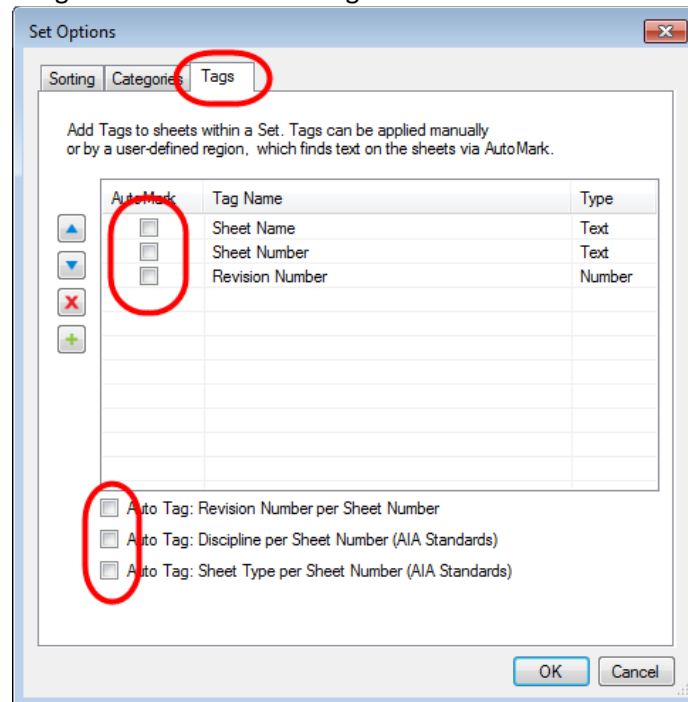 Set Options
Sorting Categories Tags
Add Tags to sheets within a Set. Tags can be applied manually
or by a user-defined region, which finds text on the sheets via AutoMark.
AutoMark Tag Name Type
Sheet Name Text
Sheet Number Text
Revision Number Number
Auto Tag: Revision Number per Sheet Number
Auto Tag: Discipline per Sheet Number (AIA Standards)
Auto Tag: Sheet Type per Sheet Number (AIA Standards)
OK Cancel